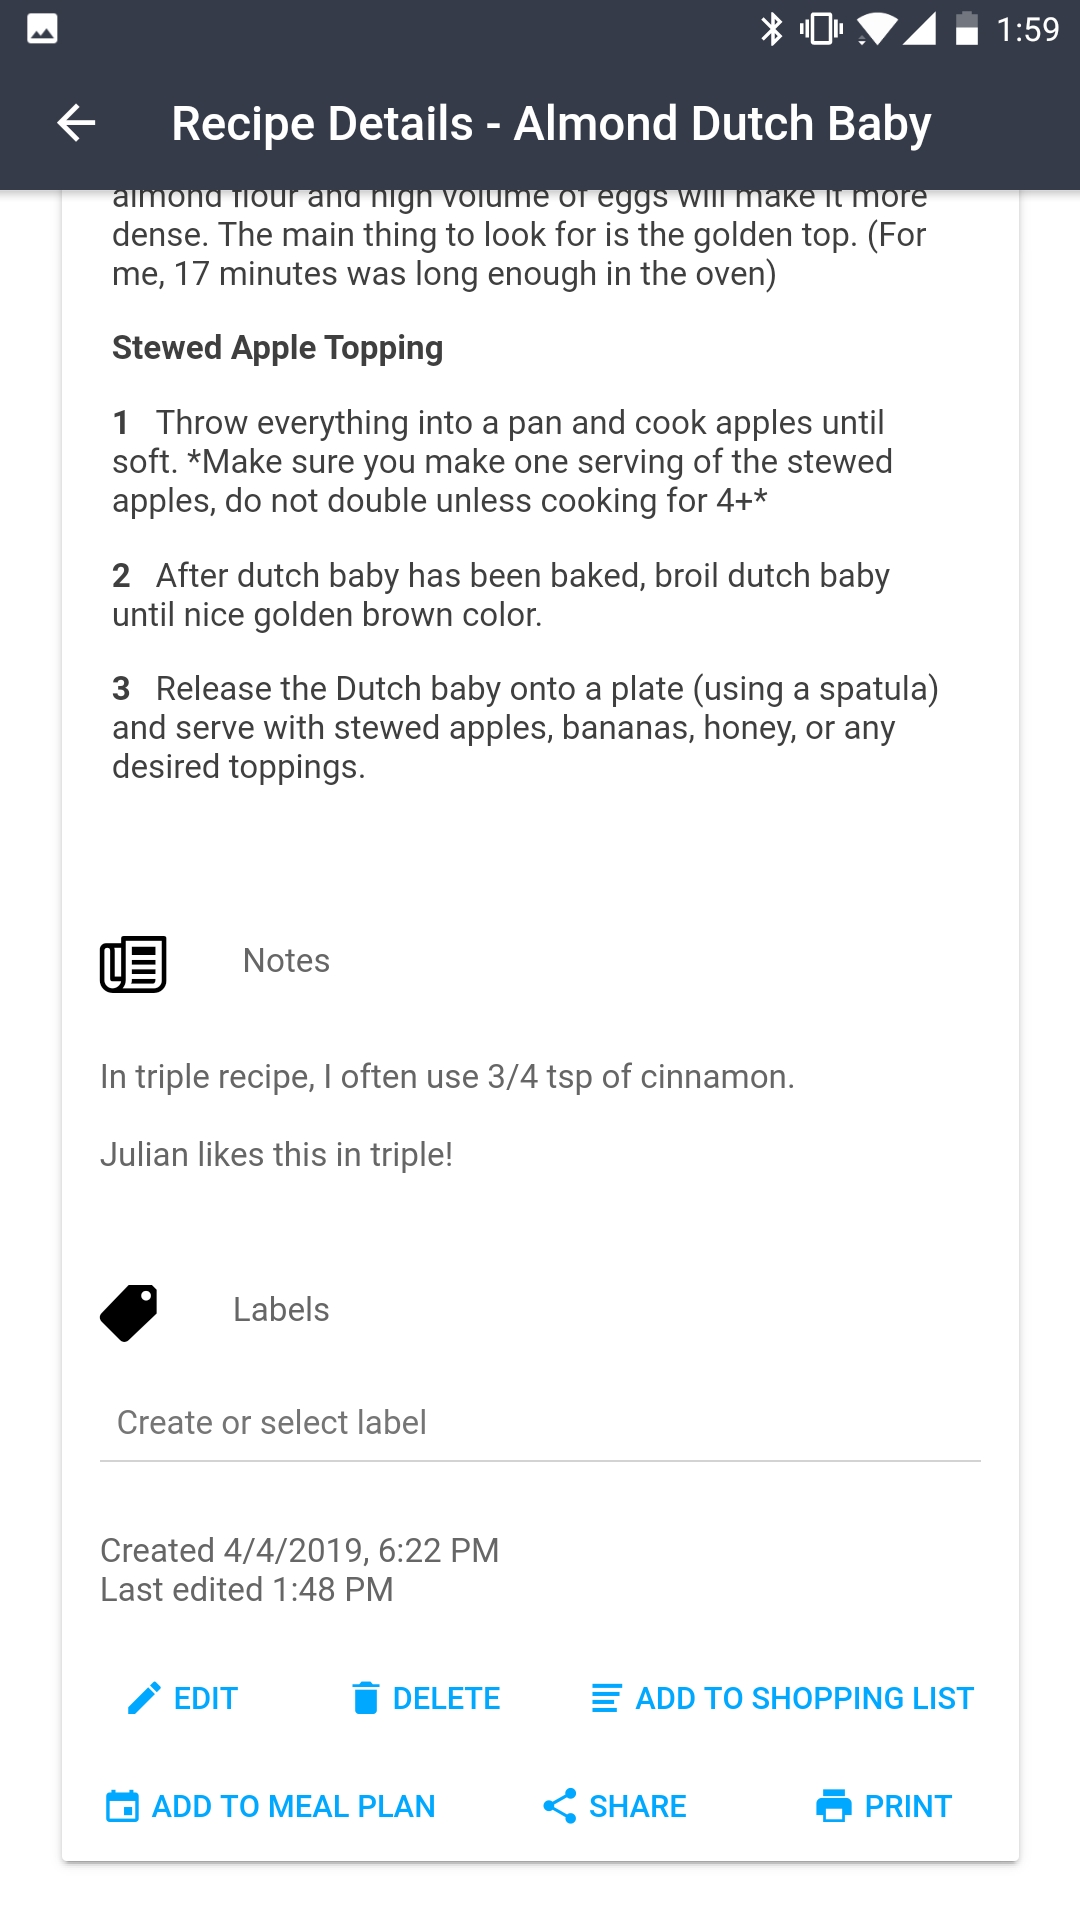 1:59
Recipe Details - Almond Dutch Baby
almond flour and high volume of eggs will make it more
dense. The main thing to look for is the golden top. (For
me, 17 minutes was long enough in the oven)
Stewed Apple Topping
1 Throw everything into a pan and cook apples until
soft. *Make sure you make one serving of the stewed
apples, do not double unless cooking for 4+*
2 After dutch baby has been baked, broil dutch baby
until nice golden brown color.
3 Release the Dutch baby onto a plate (using a spatula)
and serve with stewed apples, bananas, honey, or any
desired toppings.
Notes
In triple recipe, I often use 3/4 tsp of cinnamon.
Julian likes this in triple!
Labels
Create or select label
Created 4/4/2019, 6:22 PM
Last edited 1:48 PM
EDIT DELETE ADD TO SHOPPING LIST
ADD TO MEAL PLAN SHARE PRINT